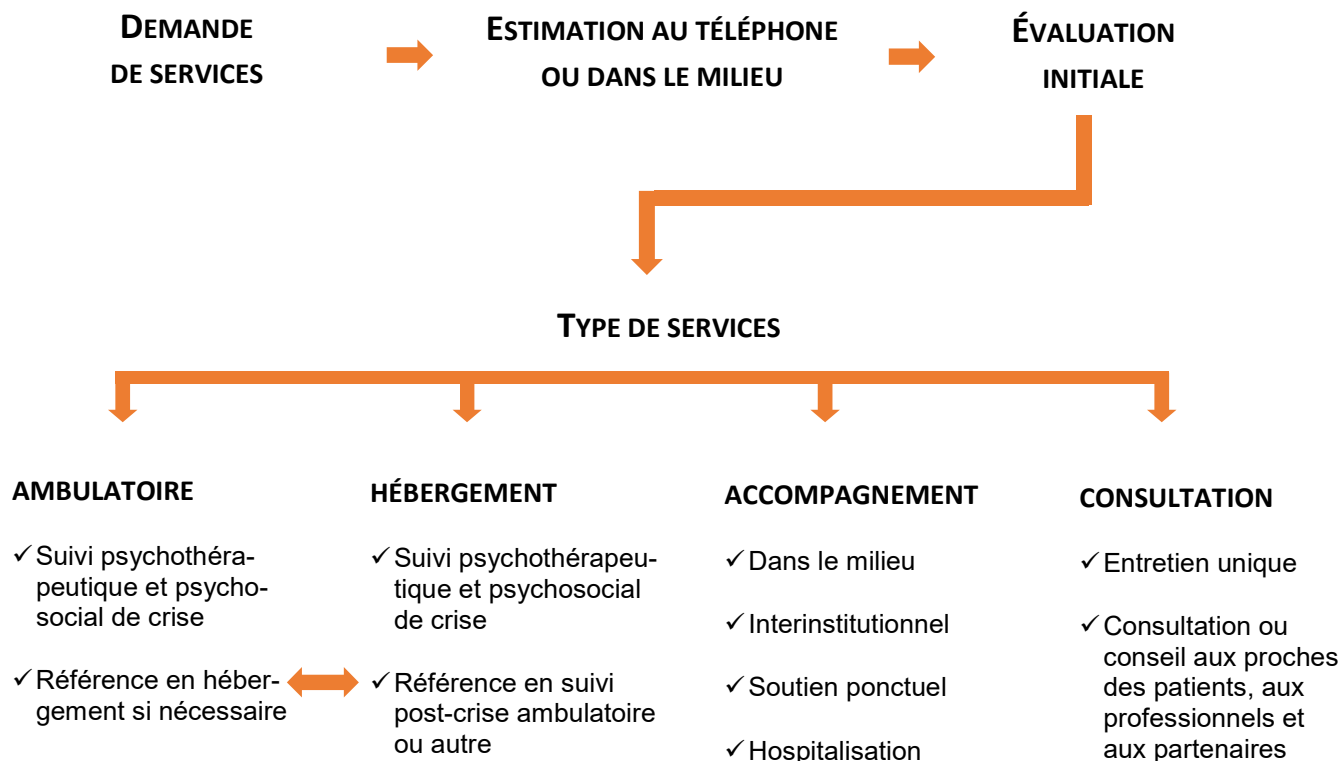 DEMANDE
DE SERVICES
ESTIMATION AU TÉLÉPHONE
OU DANS LE MILIEU
ÉVALUATION
INITIALE
TYPE DE SERVICES
AMBULATOIRE
✓ Suivi psychothéra-
peutique et psycho-
social de crise
✓ Référence en héber-
gement si nécessaire
HÉBERGEMENT
✓ Suivi psychothérapeu-
tique et psychosocial
de crise
✓ Référence en suivi
post-crise ambulatoire
ou autre
ACCOMPAGNEMENT
✓ Dans le milieu
✓ Interinstitutionnel
✓ Soutien ponctuel
✓ Hospitalisation
CONSULTATION
✓ Entretien unique
✓ Consultation ou
conseil aux proches
des patients, aux
professionnels et
aux partenaires